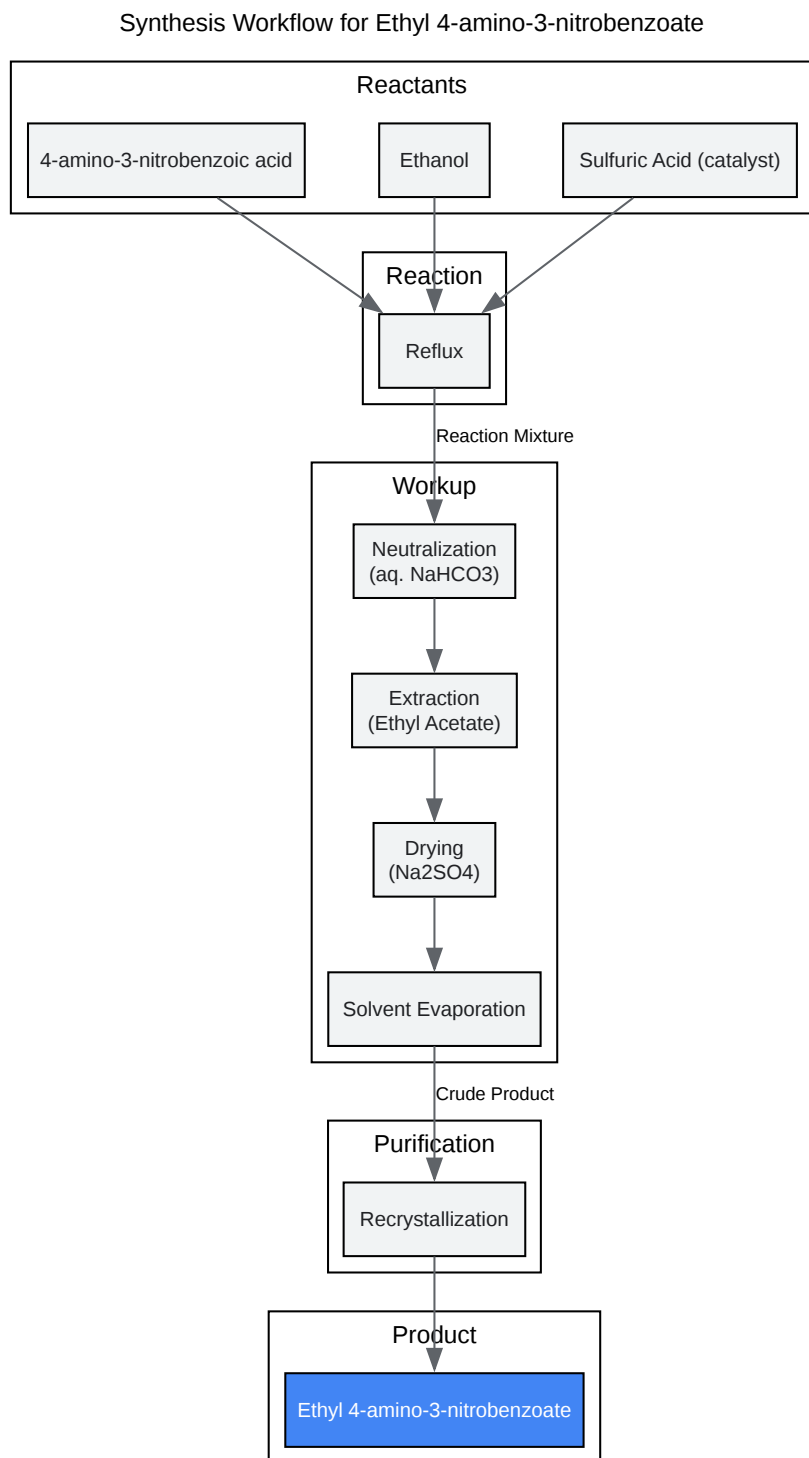 Synthesis Workflow for Ethyl 4-amino-3-nitrobenzoate
Reactants
4-amino-3-nitrobenzoic acid
Ethanol
Sulfuric Acid (catalyst)
Reaction
Reflux
Reaction Mixture
Workup
Neutralization
(aq. NaHCO3)
Extraction
(Ethyl Acetate)
Drying
(Na2SO4)
Solvent Evaporation
Crude Product
Purification
Recrystallization
Product
Ethyl 4-amino-3-nitrobenzoate